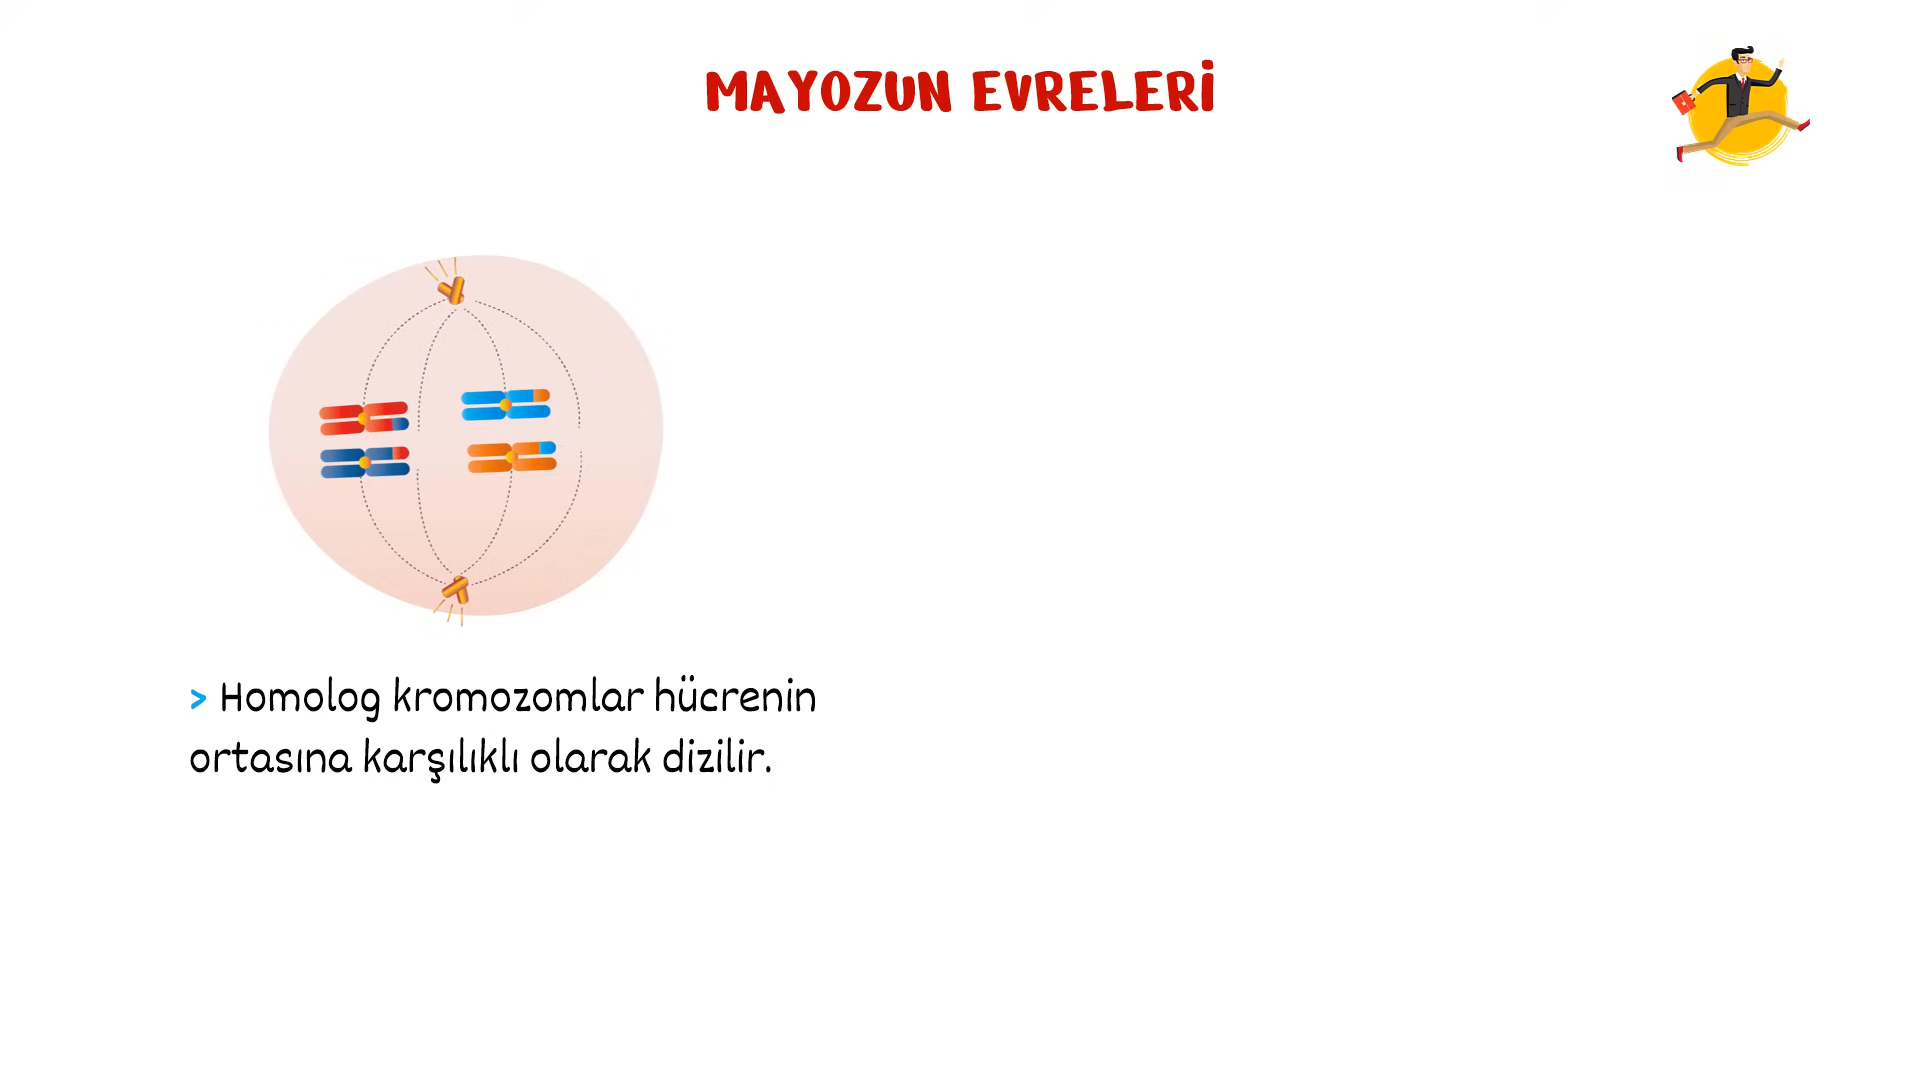 MAYOZUN EVRELERİ
> Homolog kromozomlar hücrenin
ortasına karşılıklı olarak dizilir.